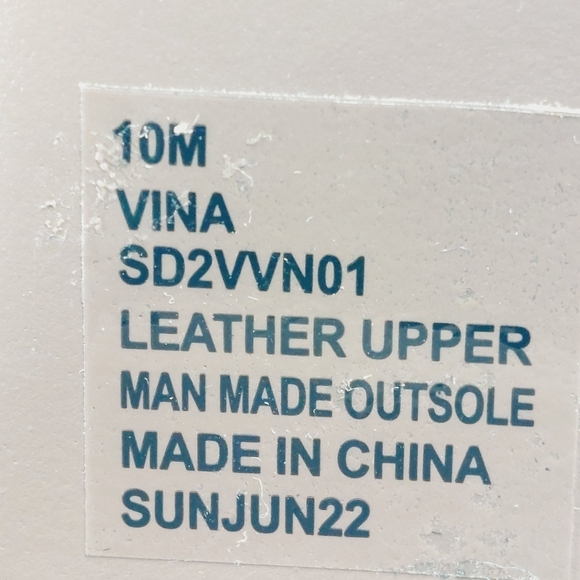 10M
VINA
SD2VVN01
LEATHER UPPER
MAN MADE OUTSOLE
MADE IN CHINA
SUNJUN22